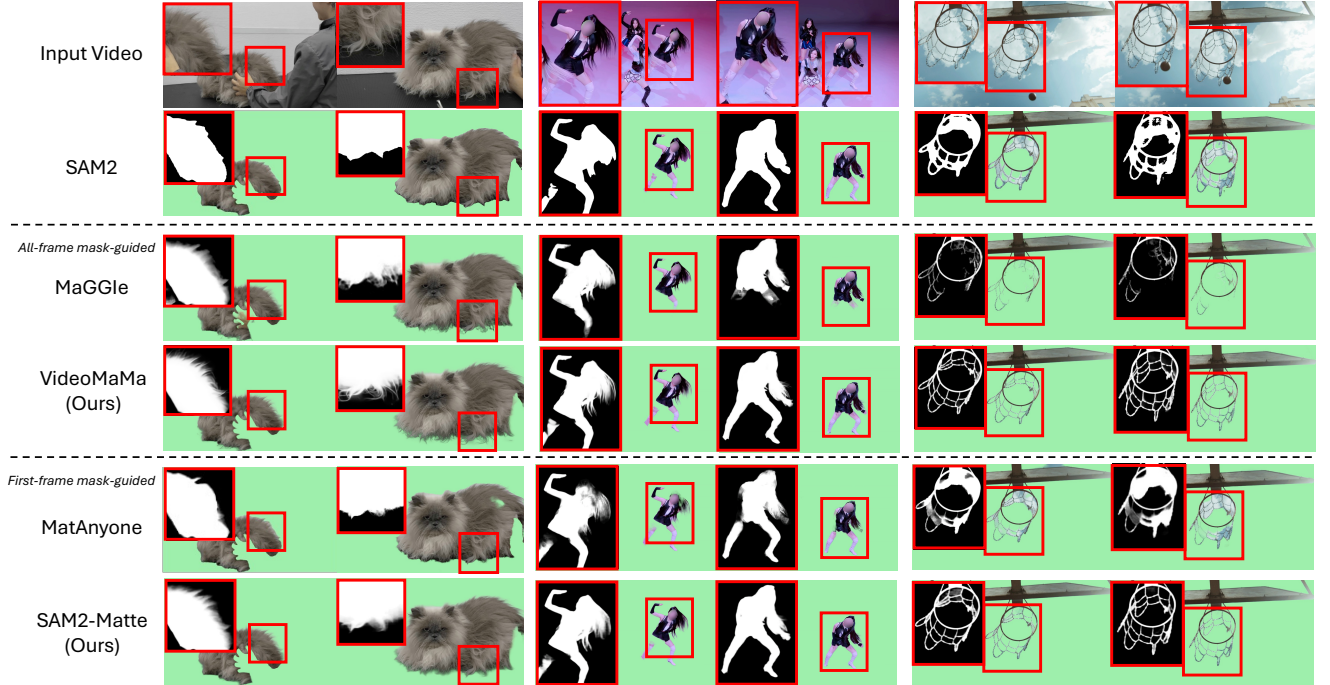 Input Video
SAM2
All-frame mask-guided
MaGGIe
VideoMaMa
(Ours)
First-frame mask-guided
MatAnyone
SAM2-Matte
(Ours)